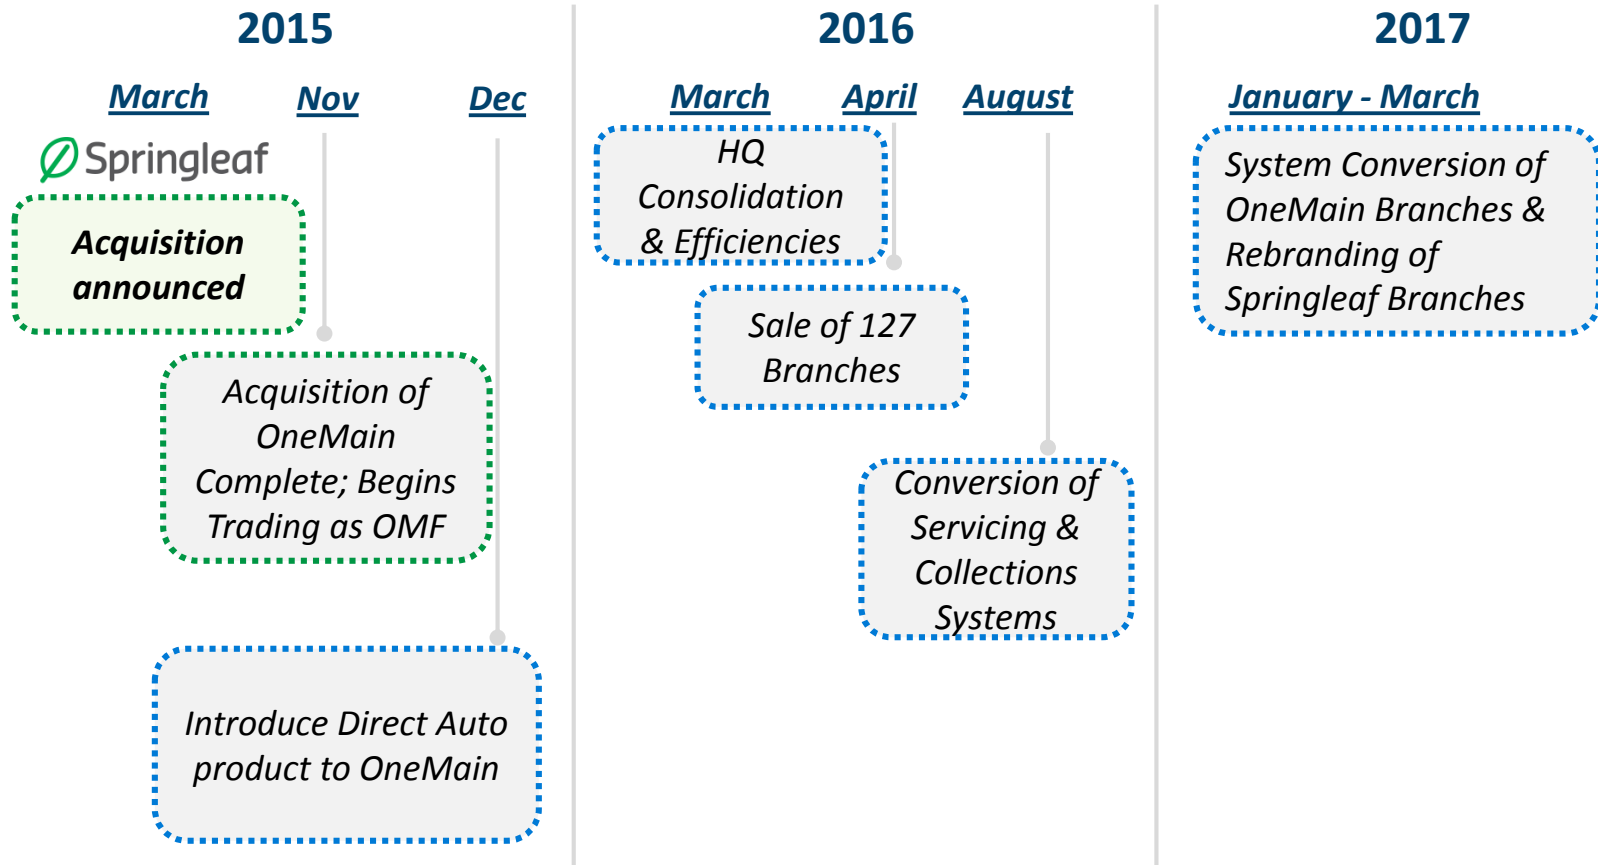 2015
March
Nov
Dec
Springleaf
Acquisition
announced
Acquisition of
OneMain
Complete; Begins
Trading as OMF
Introduce Direct Auto
product to OneMain
2016
March
April
August
HQ
Consolidation
& Efficiencies
Sale of 127
Branches
Conversion of
Servicing &
Collections
Systems
2017
January - March
System Conversion of
OneMain Branches &
Rebranding of
Springleaf Branches